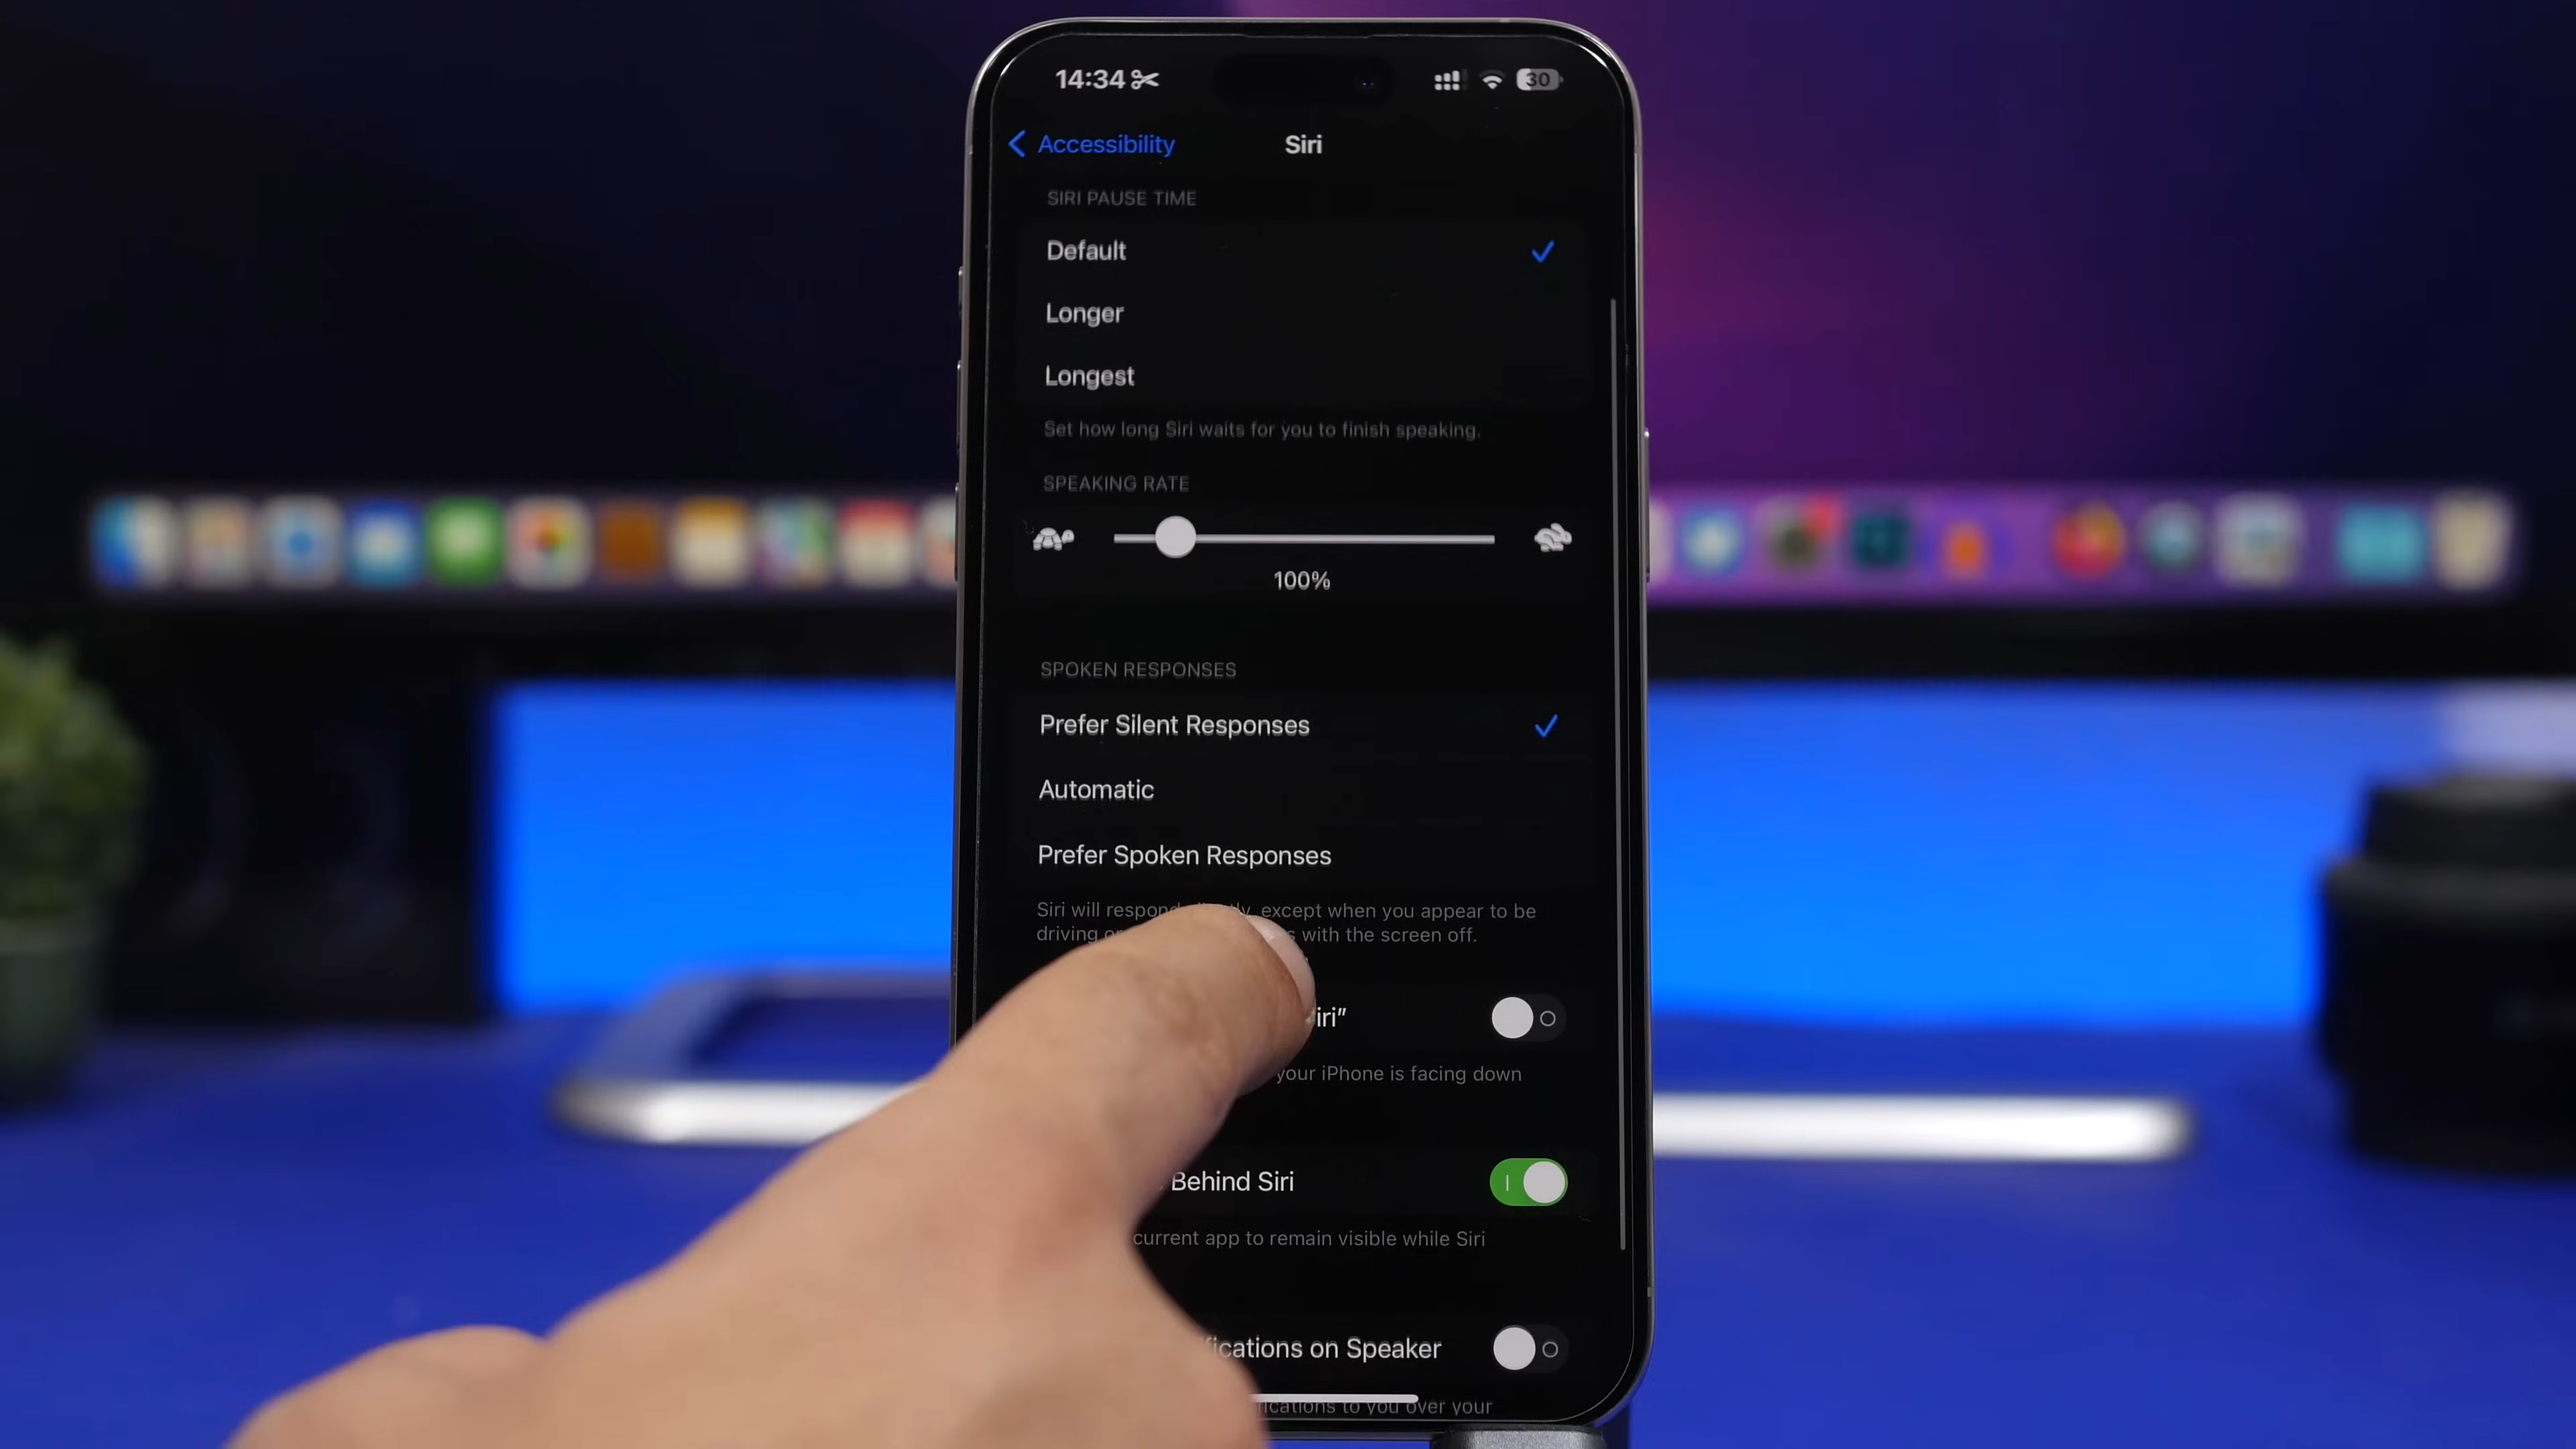 14:34
30
Accessibility
Siri
SIRI PAUSE TIME
Default
Longer
Longest
Set how long Siri waits for you to finish speaking.
SPEAKING RATE
100%
SPOKEN RESPONSES
Prefer Silent Responses
Automatic
Prefer Spoken Responses
Siri will respond except when you appear to be
driving with the screen off.
iri”
your iPhone is facing down
Behind Siri
current app to remain visible while Siri
ications on Speaker
ications to you over your